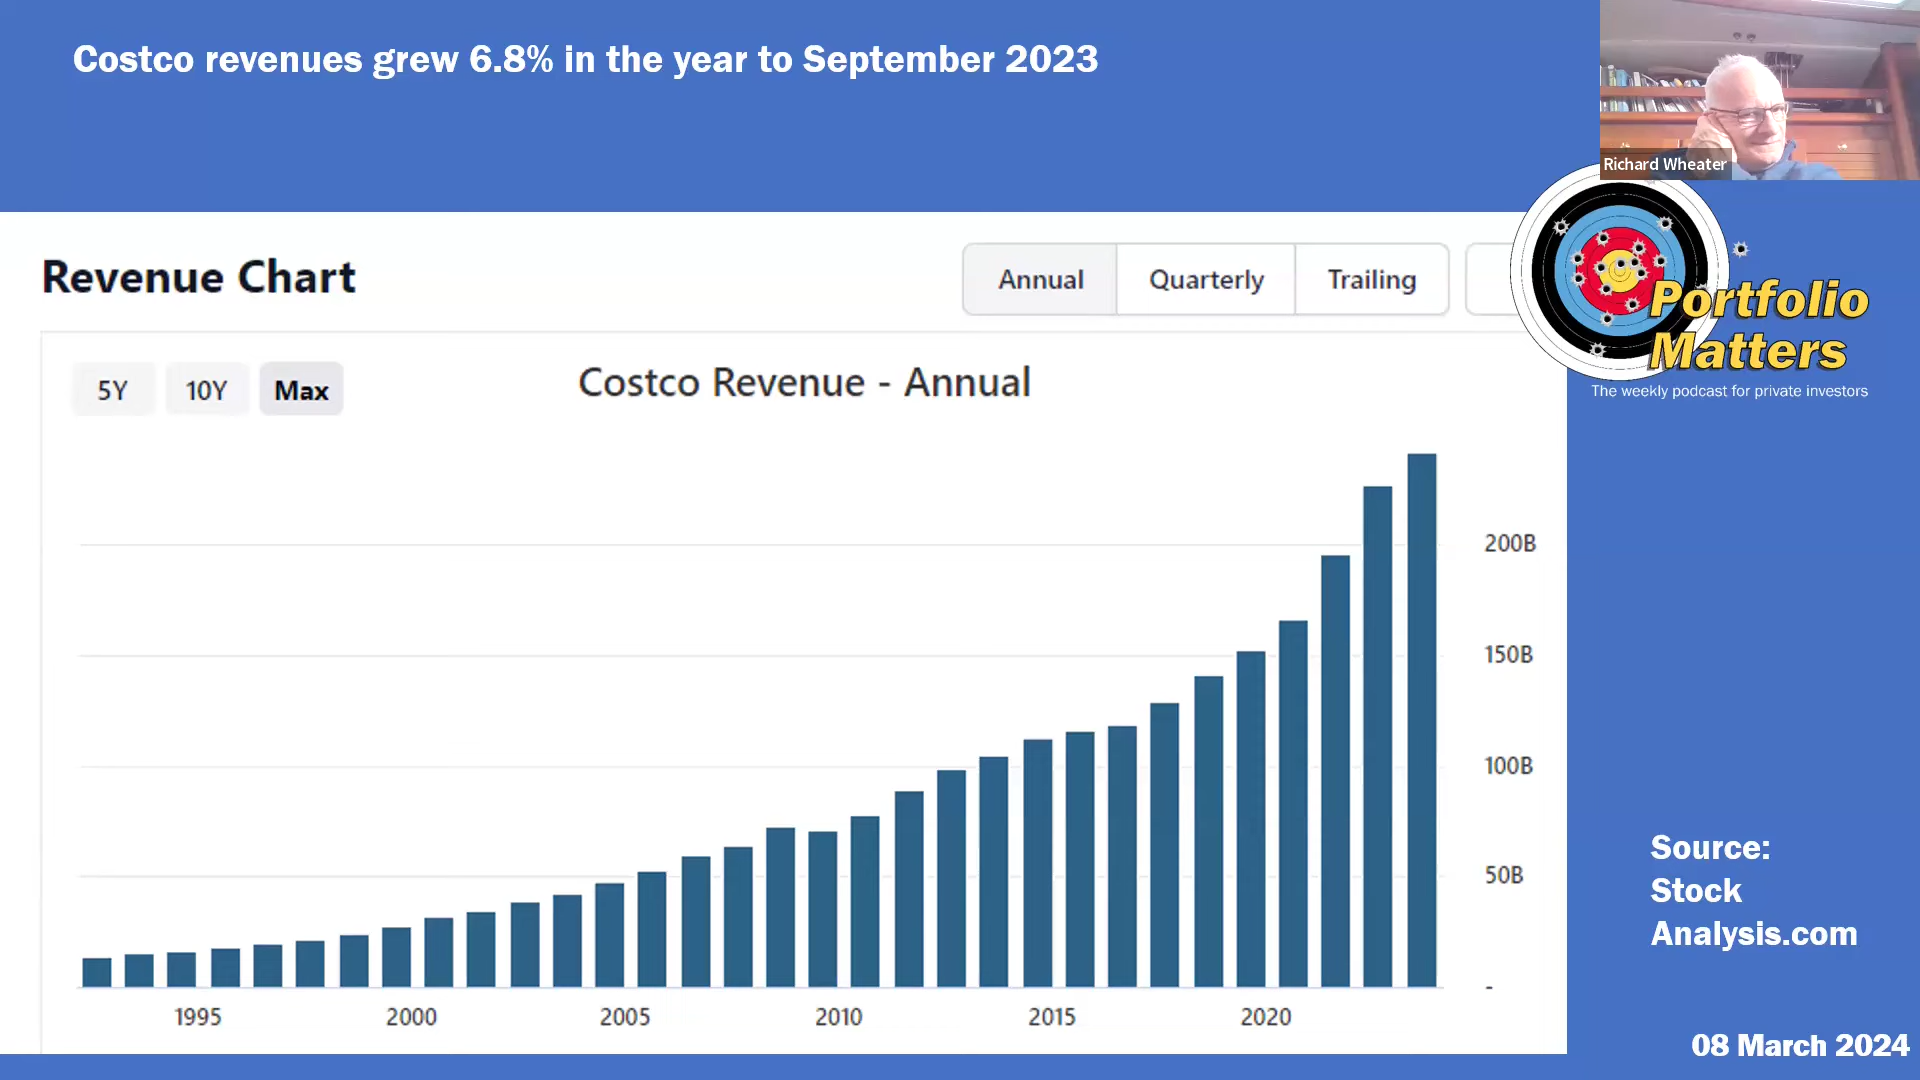 Costco revenues grew 6.8% in the year to September 2023
Richard Wheater
Portfolio
Matters
The weekly podcast for private investors
Revenue Chart
Annual
Quarterly
Trailing
5Y
10Y
Max
Costco Revenue - Annual
200B
150B
100B
50B
-
1995
2000
2005
2010
2015
2020
Source:
Stock
Analysis.com
08 March 2024